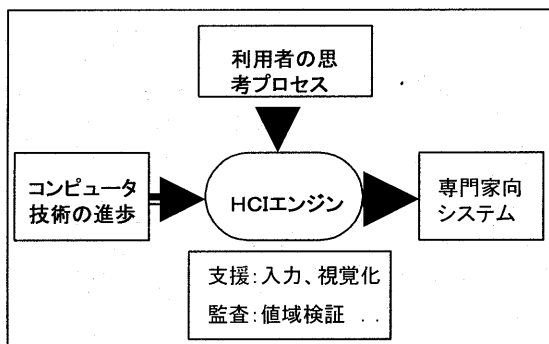 利用者の思
考プロセス
コンピュータ
技術の進歩
HCIエンジン
専門家向
システム
支援:入力、視覚化
監査:値域検証 . .